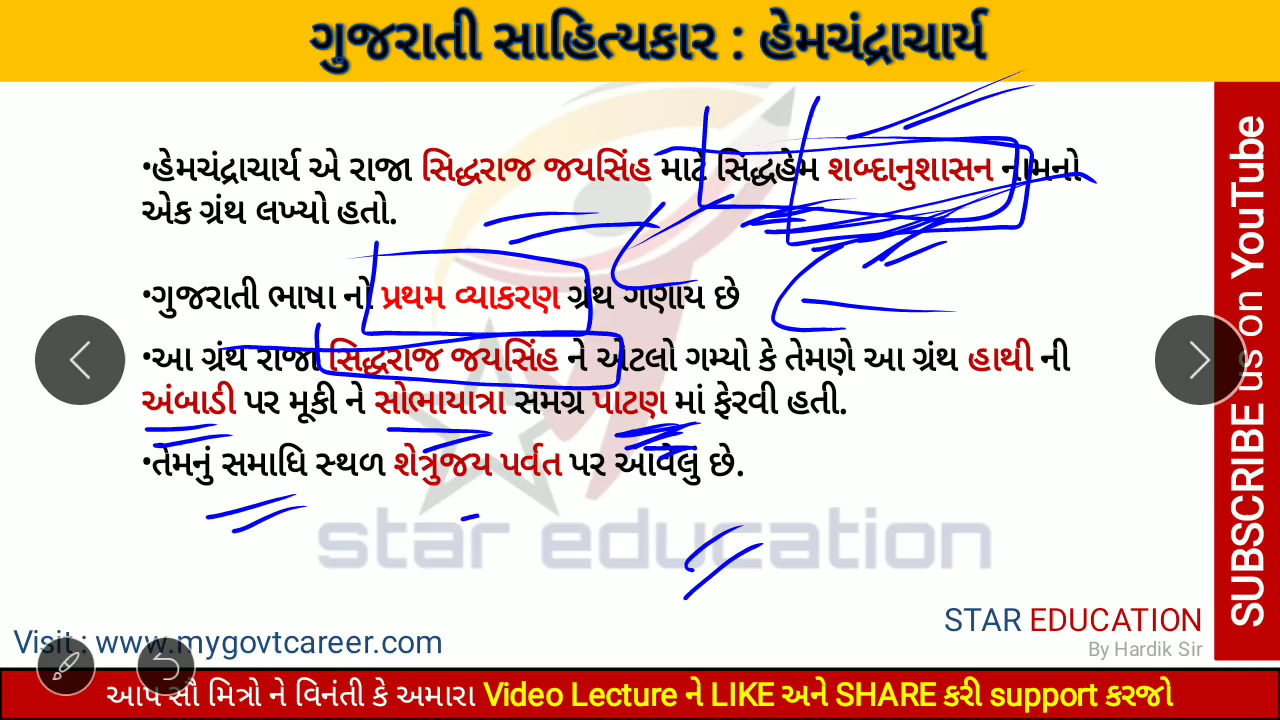 ગુજરાતી સાહિત્યકાર : હેમચંદ્રાચાર્ય
•હેમચંદ્રાચાર્ય એ રાજા સિદ્ધરાજ જયસિંહ માટે સિદ્ધહેમ શબ્દાનુશાસન નામનો
એક ગ્રંથ લખ્યો હતો.
•ગુજરાતી ભાષા નો પ્રથમ વ્યાકરણ ગ્રંથ ગણાય છે
•આ ગ્રંથ રાજા સિદ્ધરાજ જયસિંહ ને એટલો ગમ્યો કે તેમણે આ ગ્રંથ હાથી ની
અંબાડી પર મૂકી ને સોભાયાત્રા સમગ્ર પાટણ માં ફેરવી હતી.
•તેમનું સમાધિ સ્થળ શેત્રુંજય પર્વત પર આવેલું છે.
star education
STAR EDUCATION
By Hardik Sir
Visit : www.mygovtcareer.com
આપ સૌ મિત્રો ને વિનંતી કે અમારા Video Lecture ને LIKE અને SHARE કરી support કરજો
SUBSCRIBE us on YouTube